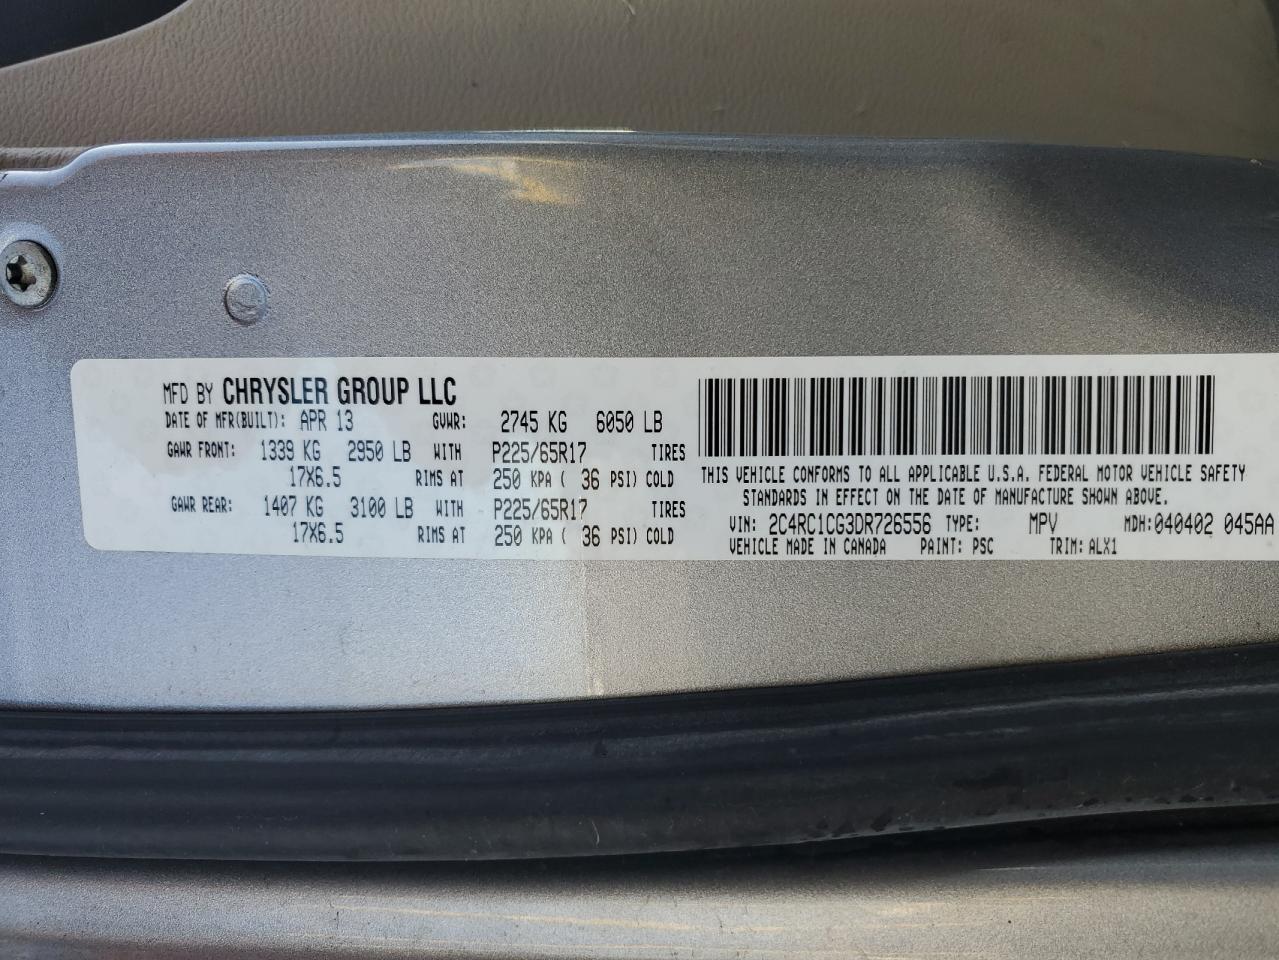 MFD BY CHRYSLER GROUP LLC
DATE OF MFR(BUILT): APR 13 GVWR: 2745 KG 6050 LB
GAWR FRONT: 1339 KG 2950 LB WITH P225/65R17 TIRES
17X6.5 RIMS AT 250 KPA ( 36 PSI) COLD
GAWR REAR: 1407 KG 3100 LB WITH P225/65R17 TIRES
17X6.5 RIMS AT 250 KPA ( 36 PSI) COLD
THIS VEHICLE CONFORMS TO ALL APPLICABLE U.S.A. FEDERAL MOTOR VEHICLE SAFETY
STANDARDS IN EFFECT ON THE DATE OF MANUFACTURE SHOWN ABOVE.
VIN: 2C4RC1CG3DR726556 TYPE: MPV MDH: 040402 045AA
VEHICLE MADE IN CANADA PAINT: PSC TRIM: ALX1